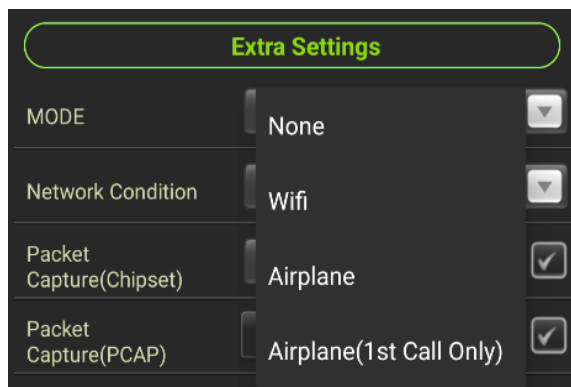 Extra Settings
MODE
None
Network Condition
Wifi
Packet
Capture(Chipset)
Airplane
Packet
Capture(PCAP)
Airplane(1st Call Only)